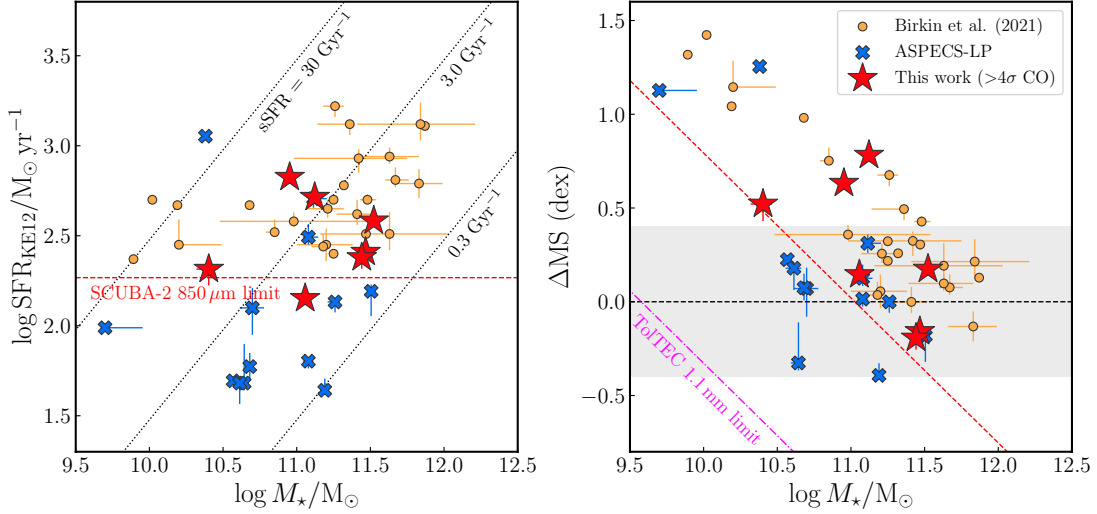 3.5
3.0
2.5
2.0
1.5
9.5
10.0
10.5
11.0
11.5
12.0
12.5
log SFR_KE12/M_⊙ yr⁻¹
log M⋆/M_⊙
sSFR = 30 Gyr⁻¹
3.0 Gyr⁻¹
0.3 Gyr⁻¹
SCUBA-2 850 μm limit
1.5
1.0
0.5
0.0
−0.5
9.5
10.0
10.5
11.0
11.5
12.0
12.5
ΔMS (dex)
log M⋆/M_⊙
Birkin et al. (2021)
ASPECS-LP
This work (>4σ CO)
TolTEC 1.1 mm limit